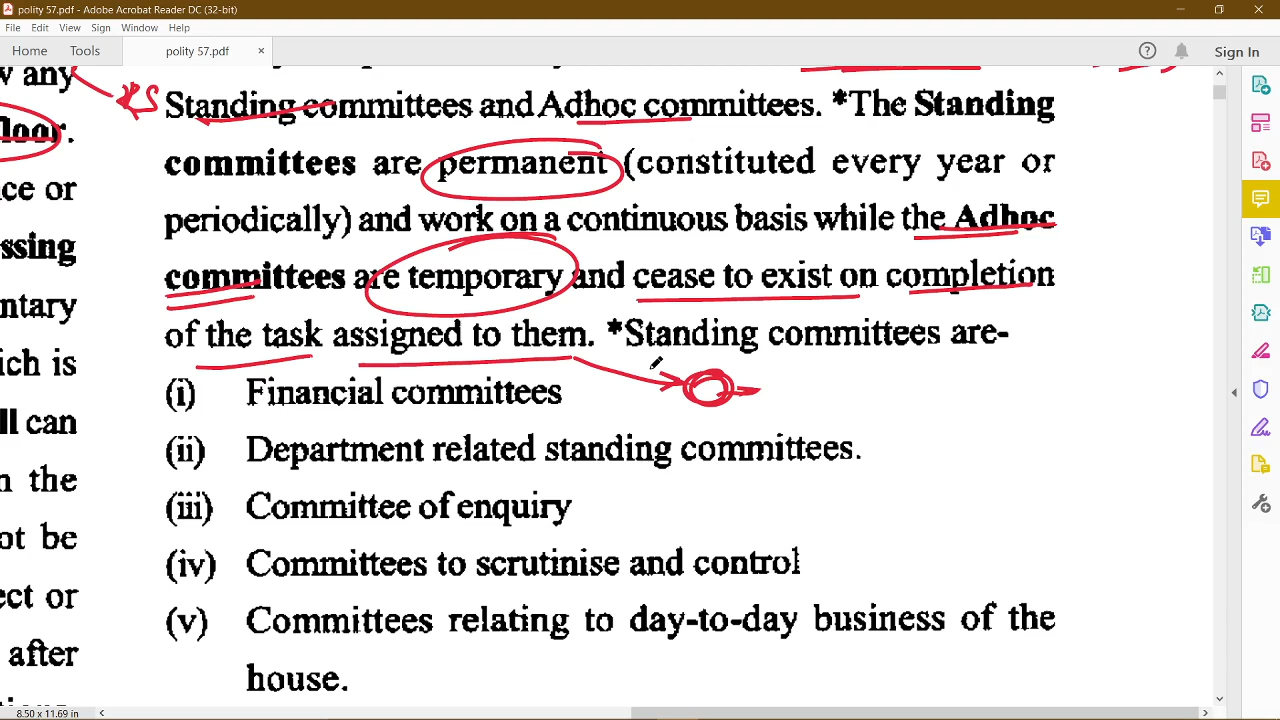 polity 57.pdf - Adobe Acrobat Reader DC (32-bit)
File Edit View Sign Window Help
Home Tools polity 57.pdf × Sign In
any
RS
Standing committees and Adhoc committees. *The Standing
committees are permanent (constituted every year or
periodically) and work on a continuous basis while the Adhoc
committees are temporary and cease to exist on completion
of the task assigned to them. *Standing committees are-
(i) Financial committees
(ii) Department related standing committees.
(iii) Committee of enquiry
(iv) Committees to scrutinise and control
(v) Committees relating to day-to-day business of the
house.
loor.
ce or
ssing
ntary
ich is
ll can
n the
ot be
ect or
after
8.50 x 11.69 in